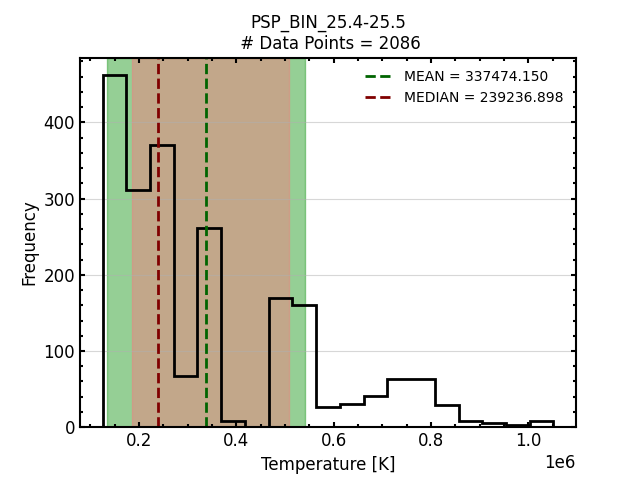 PSP_BIN_25.4-25.5
# Data Points = 2086
MEAN = 337474.150
MEDIAN = 239236.898
Frequency
400
300
200
100
0
0.2 0.4 0.6 0.8 1.0
Temperature [K]
1e6